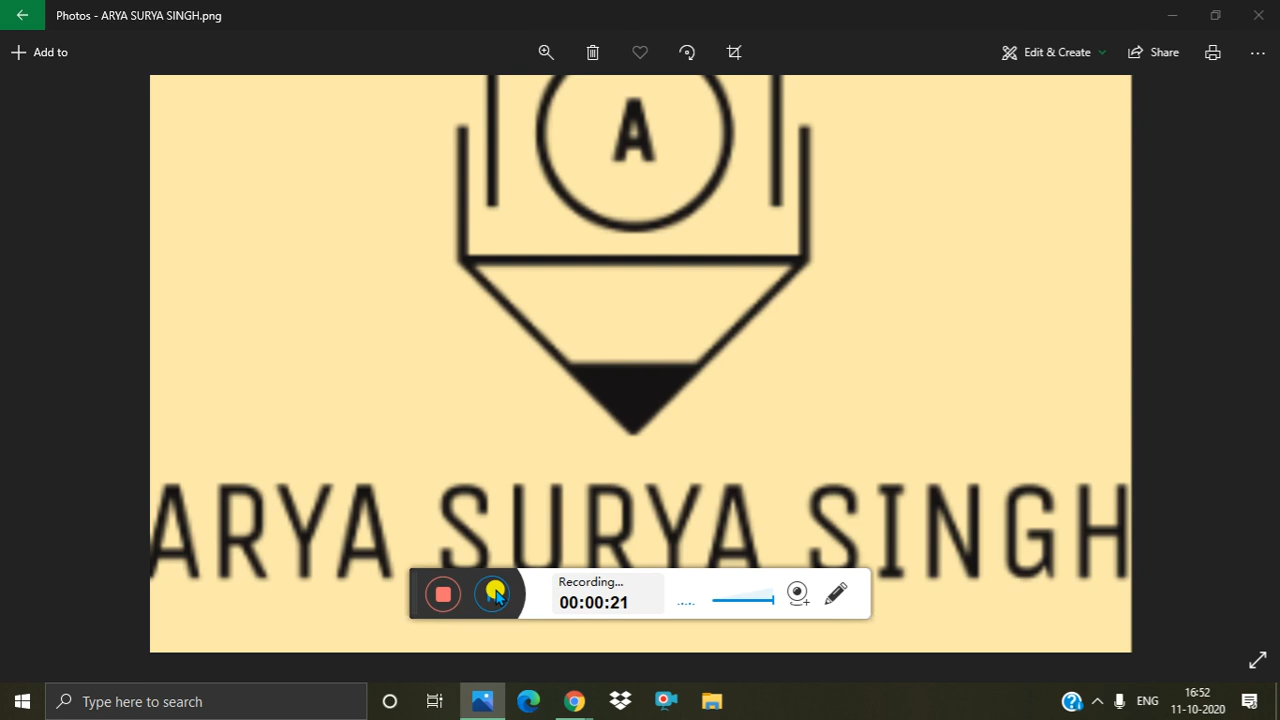 Photos - ARYA SURYA SINGH.png
Add to
Edit & Create
Share
A
ARYA SURYA SINGH
Recording...
00:00:21
Type here to search
ENG
16:52
11-10-2020